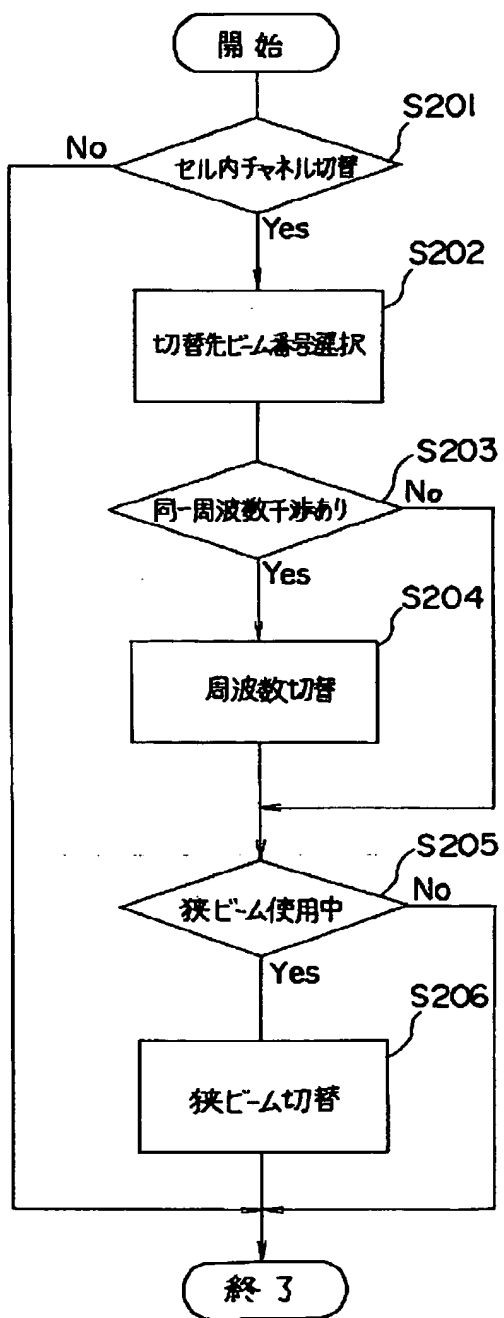 開始
S201
No
セル内チャネル切替
Yes
S202
切替先ビーム番号選択
S203
同一周波数干渉あり
No
Yes
S204
周波数切替
S205
狭ビーム使用中
No
Yes
S206
狭ビーム切替
終了